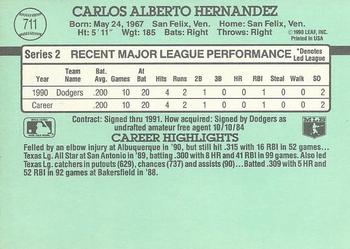 711
CARLOS ALBERTO HERNANDEZ
Born: May 24, 1967 San Felix, Ven. Home: San Felix, Ven.
Ht: 5' 11" Wgt: 185 Bats: Right Throws: Right
©1990 LEAF, INC.
Printed in USA
Series 2 RECENT MAJOR LEAGUE PERFORMANCE *Denotes Led League
Year Team Name Bat. Avg. Games At Bat Runs 2B 3B HR RBI SB Walk SO
1990 Dodgers .200 10 20 4 2 0 0 0 1 0 0 2
Career .200 10 20 4 2 0 0 0 1 0 0 2
Contract: Signed thru 1991. How acquired: Signed by Dodgers as
undrafted amateur free agent 10/10/84
CAREER HIGHLIGHTS
Felled by an elbow injury at Albuquerque in '90, but still hit .315 with 16 RBI in 52 games...
Texas Lg. All Star at San Antonio in '89, batting .300 with 8 HR and 41 RBI in 99 games. Also led
Texas Lg. catchers in putouts (629), chances (737) and assists (90)... Batted .309 with 5 HR and
52 RBI in 92 games at Bakersfield in '88.
MLB